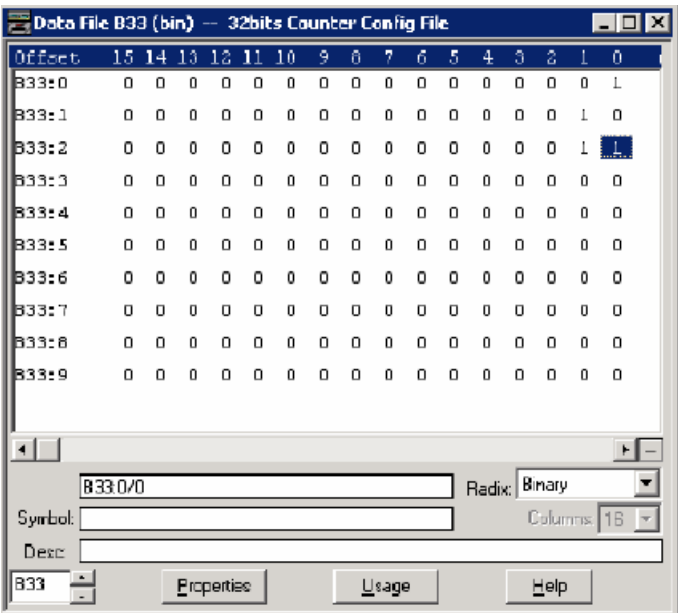 Data File B33 (bin) -- 32bits Counter Config File
Offset 15 14 13 12 11 10 9 8 7 6 5 4 3 2 1 0
B33:0 0 0 0 0 0 0 0 0 0 0 0 0 0 0 0 1
B33:1 0 0 0 0 0 0 0 0 0 0 0 0 0 0 1 0
B33:2 0 0 0 0 0 0 0 0 0 0 0 0 0 0 1 1
B33:3 0 0 0 0 0 0 0 0 0 0 0 0 0 0 0 0
B33:4 0 0 0 0 0 0 0 0 0 0 0 0 0 0 0 0
B33:5 0 0 0 0 0 0 0 0 0 0 0 0 0 0 0 0
B33:6 0 0 0 0 0 0 0 0 0 0 0 0 0 0 0 0
B33:7 0 0 0 0 0 0 0 0 0 0 0 0 0 0 0 0
B33:8 0 0 0 0 0 0 0 0 0 0 0 0 0 0 0 0
B33:9 0 0 0 0 0 0 0 0 0 0 0 0 0 0 0 0
B33:0/0 Radix: Binary
Symbol: Columns: 16
Desc:
B33 Properties Usage Help